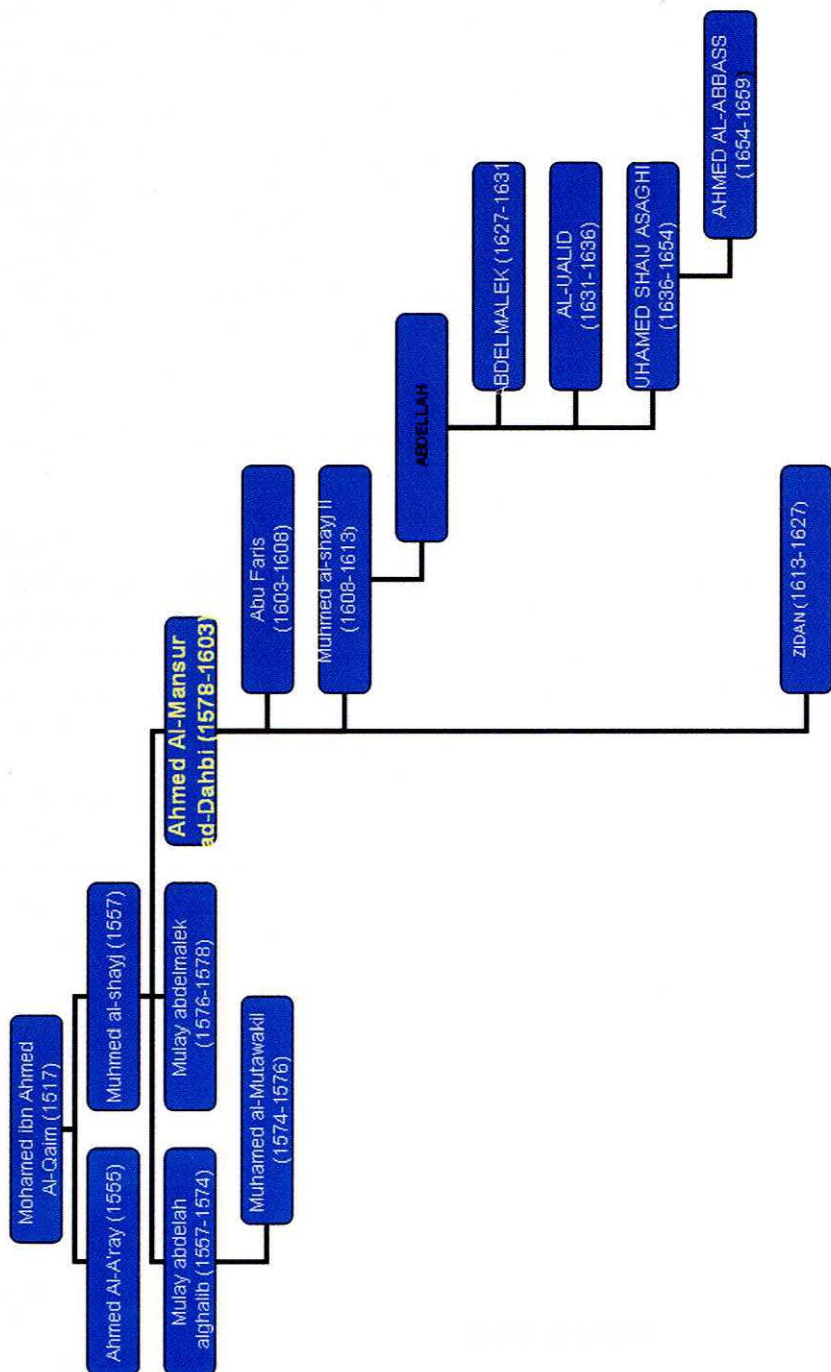 Mohamed ibn Ahmed
Al-Qaim (1517)
Ahmed Al-A'ray (1555)
Muhmed al-shayj (1557)
Mulay abdelah
alghalib (1557-1574)
Mulay abdelmalek
(1576-1578)
Ahmed Al-Mansur
ad-Dahbi (1578-1603)
Muhamed al-Mutawakil
(1574-1576)
Abu Faris
(1603-1608)
Muhmed al-shayj II
(1608-1613)
ABDELLAH
ABDELMALEK (1627-1631
AL-UALID
(1631-1636)
UHAMED SHAIJ ASAGHI
(1636-1654)
AHMED AL-ABBASS
(1654-1659)
ZIDAN (1613-1627)